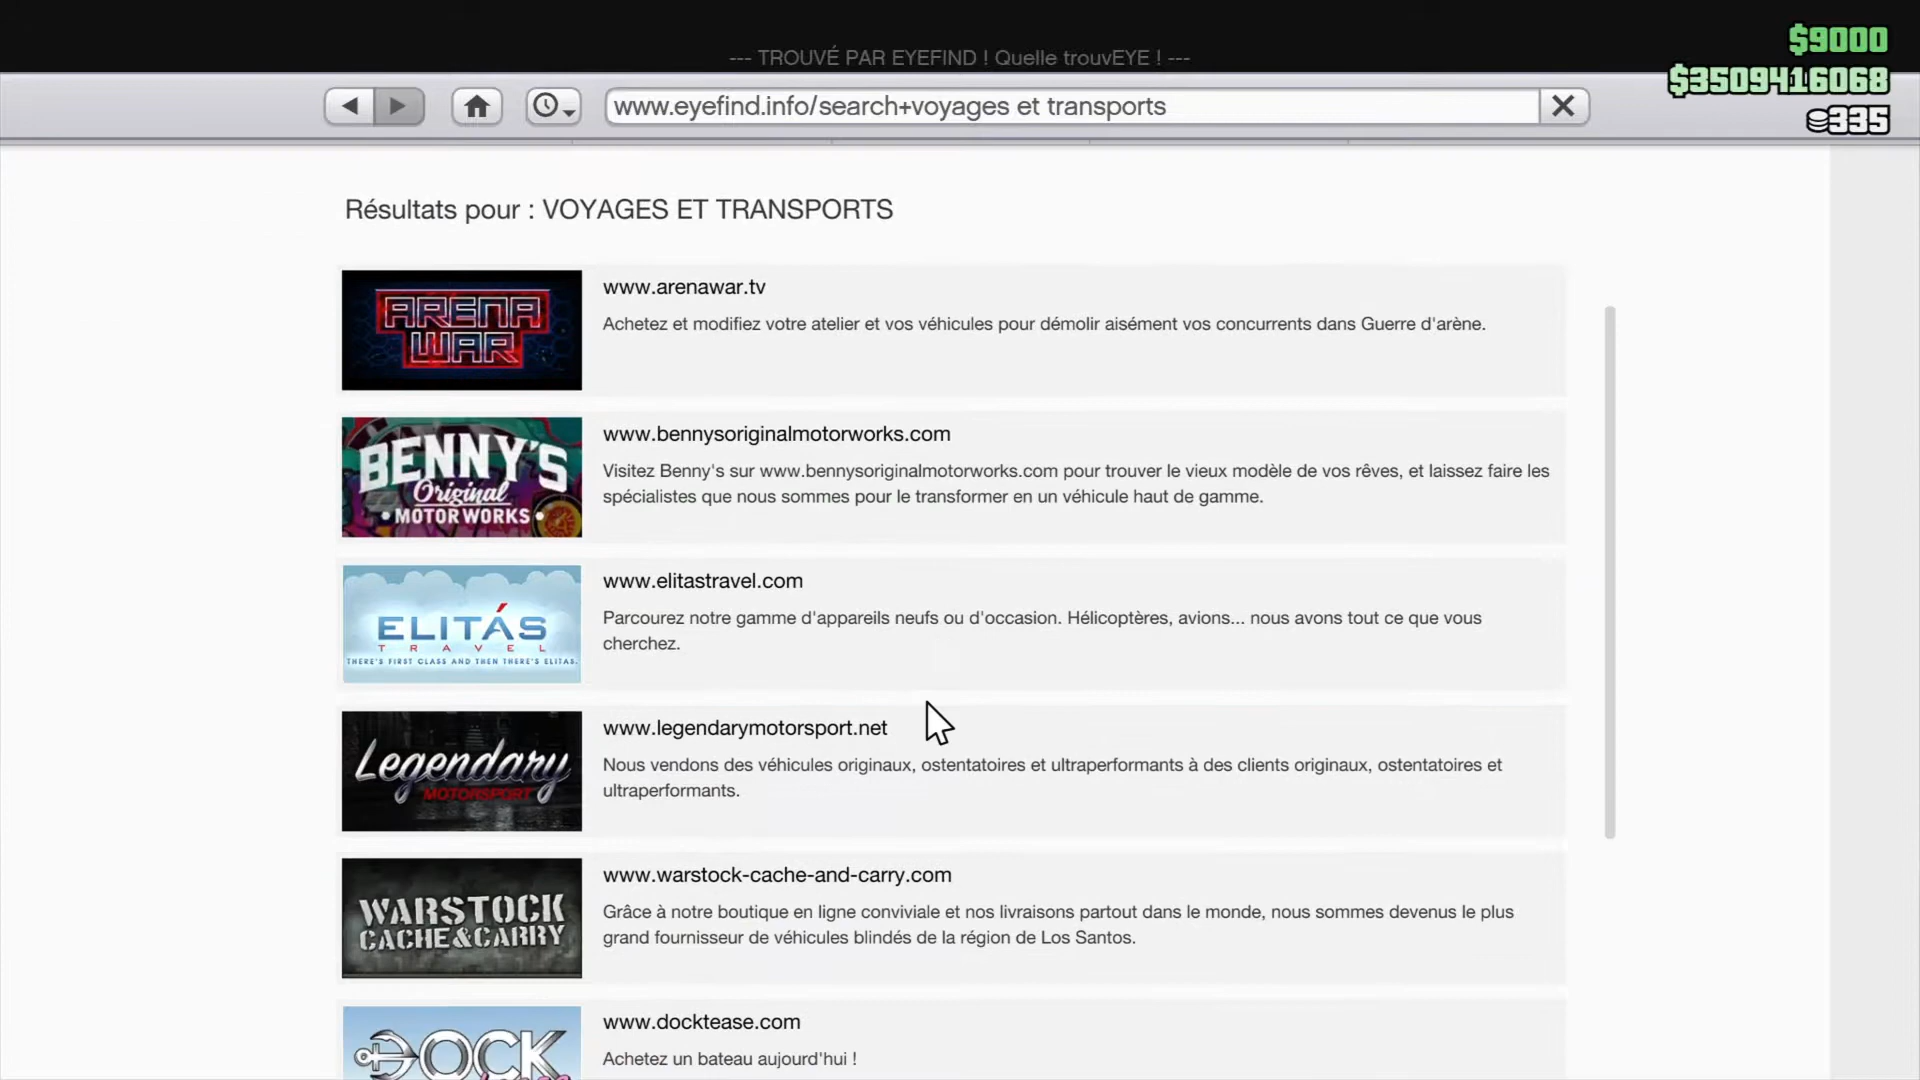 --- TROUVÉ PAR EYEFIND ! Quelle trouvEYE ! ---
$9000
$3509416068
335
www.eyefind.info/search+voyages et transports
Résultats pour : VOYAGES ET TRANSPORTS
ARENA
WAR
www.arenawar.tv
Achetez et modifiez votre atelier et vos véhicules pour démolir aisément vos concurrents dans Guerre d'arène.
BENNY'S
Original
MOTOR WORKS
www.bennysoriginalmotorworks.com
Visitez Benny's sur www.bennysoriginalmotorworks.com pour trouver le vieux modèle de vos rêves, et laissez faire les
spécialistes que nous sommes pour le transformer en un véhicule haut de gamme.
ELITÁS
TRAVEL
THERE'S FIRST CLASS AND THEN THERE'S ELITAS.
www.elitastravel.com
Parcourez notre gamme d'appareils neufs ou d'occasion. Hélicoptères, avions... nous avons tout ce que vous
cherchez.
Legendary
MOTORSPORT
www.legendarymotorsport.net
Nous vendons des véhicules originaux, ostentatoires et ultraperformants à des clients originaux, ostentatoires et
ultraperformants.
WARSTOCK
CACHE&CARRY
www.warstock-cache-and-carry.com
Grâce à notre boutique en ligne conviviale et nos livraisons partout dans le monde, nous sommes devenus le plus
grand fournisseur de véhicules blindés de la région de Los Santos.
DOCK
www.docktease.com
Achetez un bateau aujourd'hui !